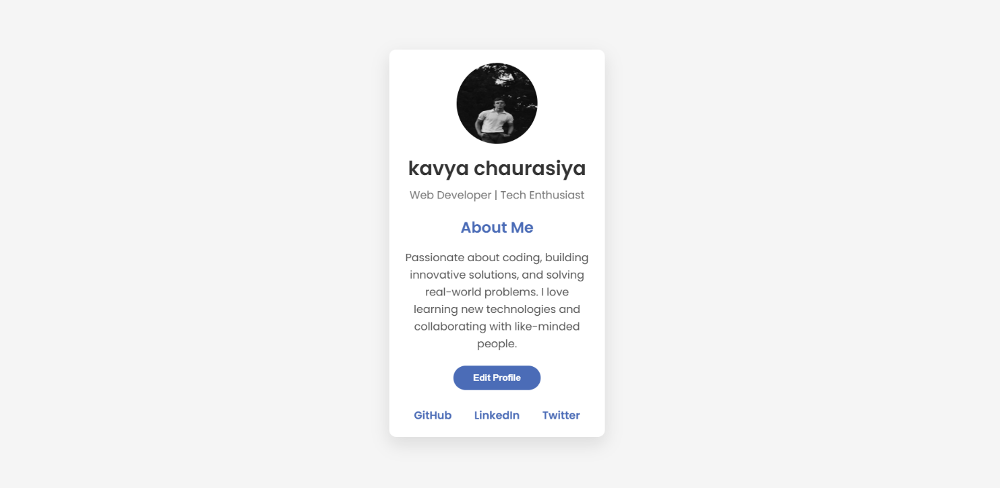 kavya chaurasiya
Web Developer | Tech Enthusiast
About Me
Passionate about coding, building
innovative solutions, and solving
real-world problems. I love
learning new technologies and
collaborating with like-minded
people.
Edit Profile
GitHub LinkedIn Twitter